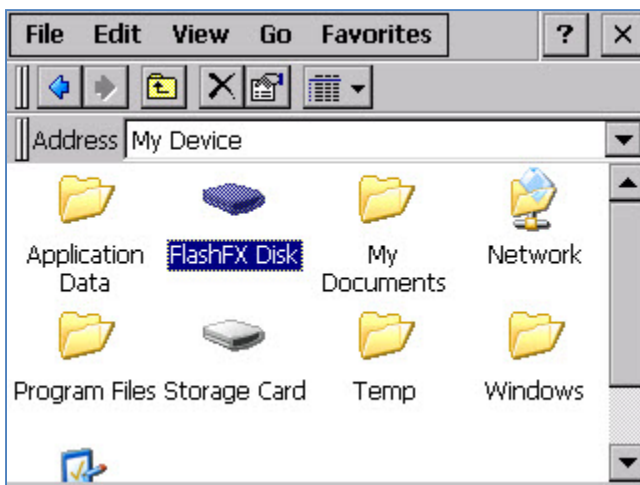 File Edit View Go Favorites ? ×
Address My Device
Application Data FlashFX Disk My Documents Network
Program Files Storage Card Temp Windows